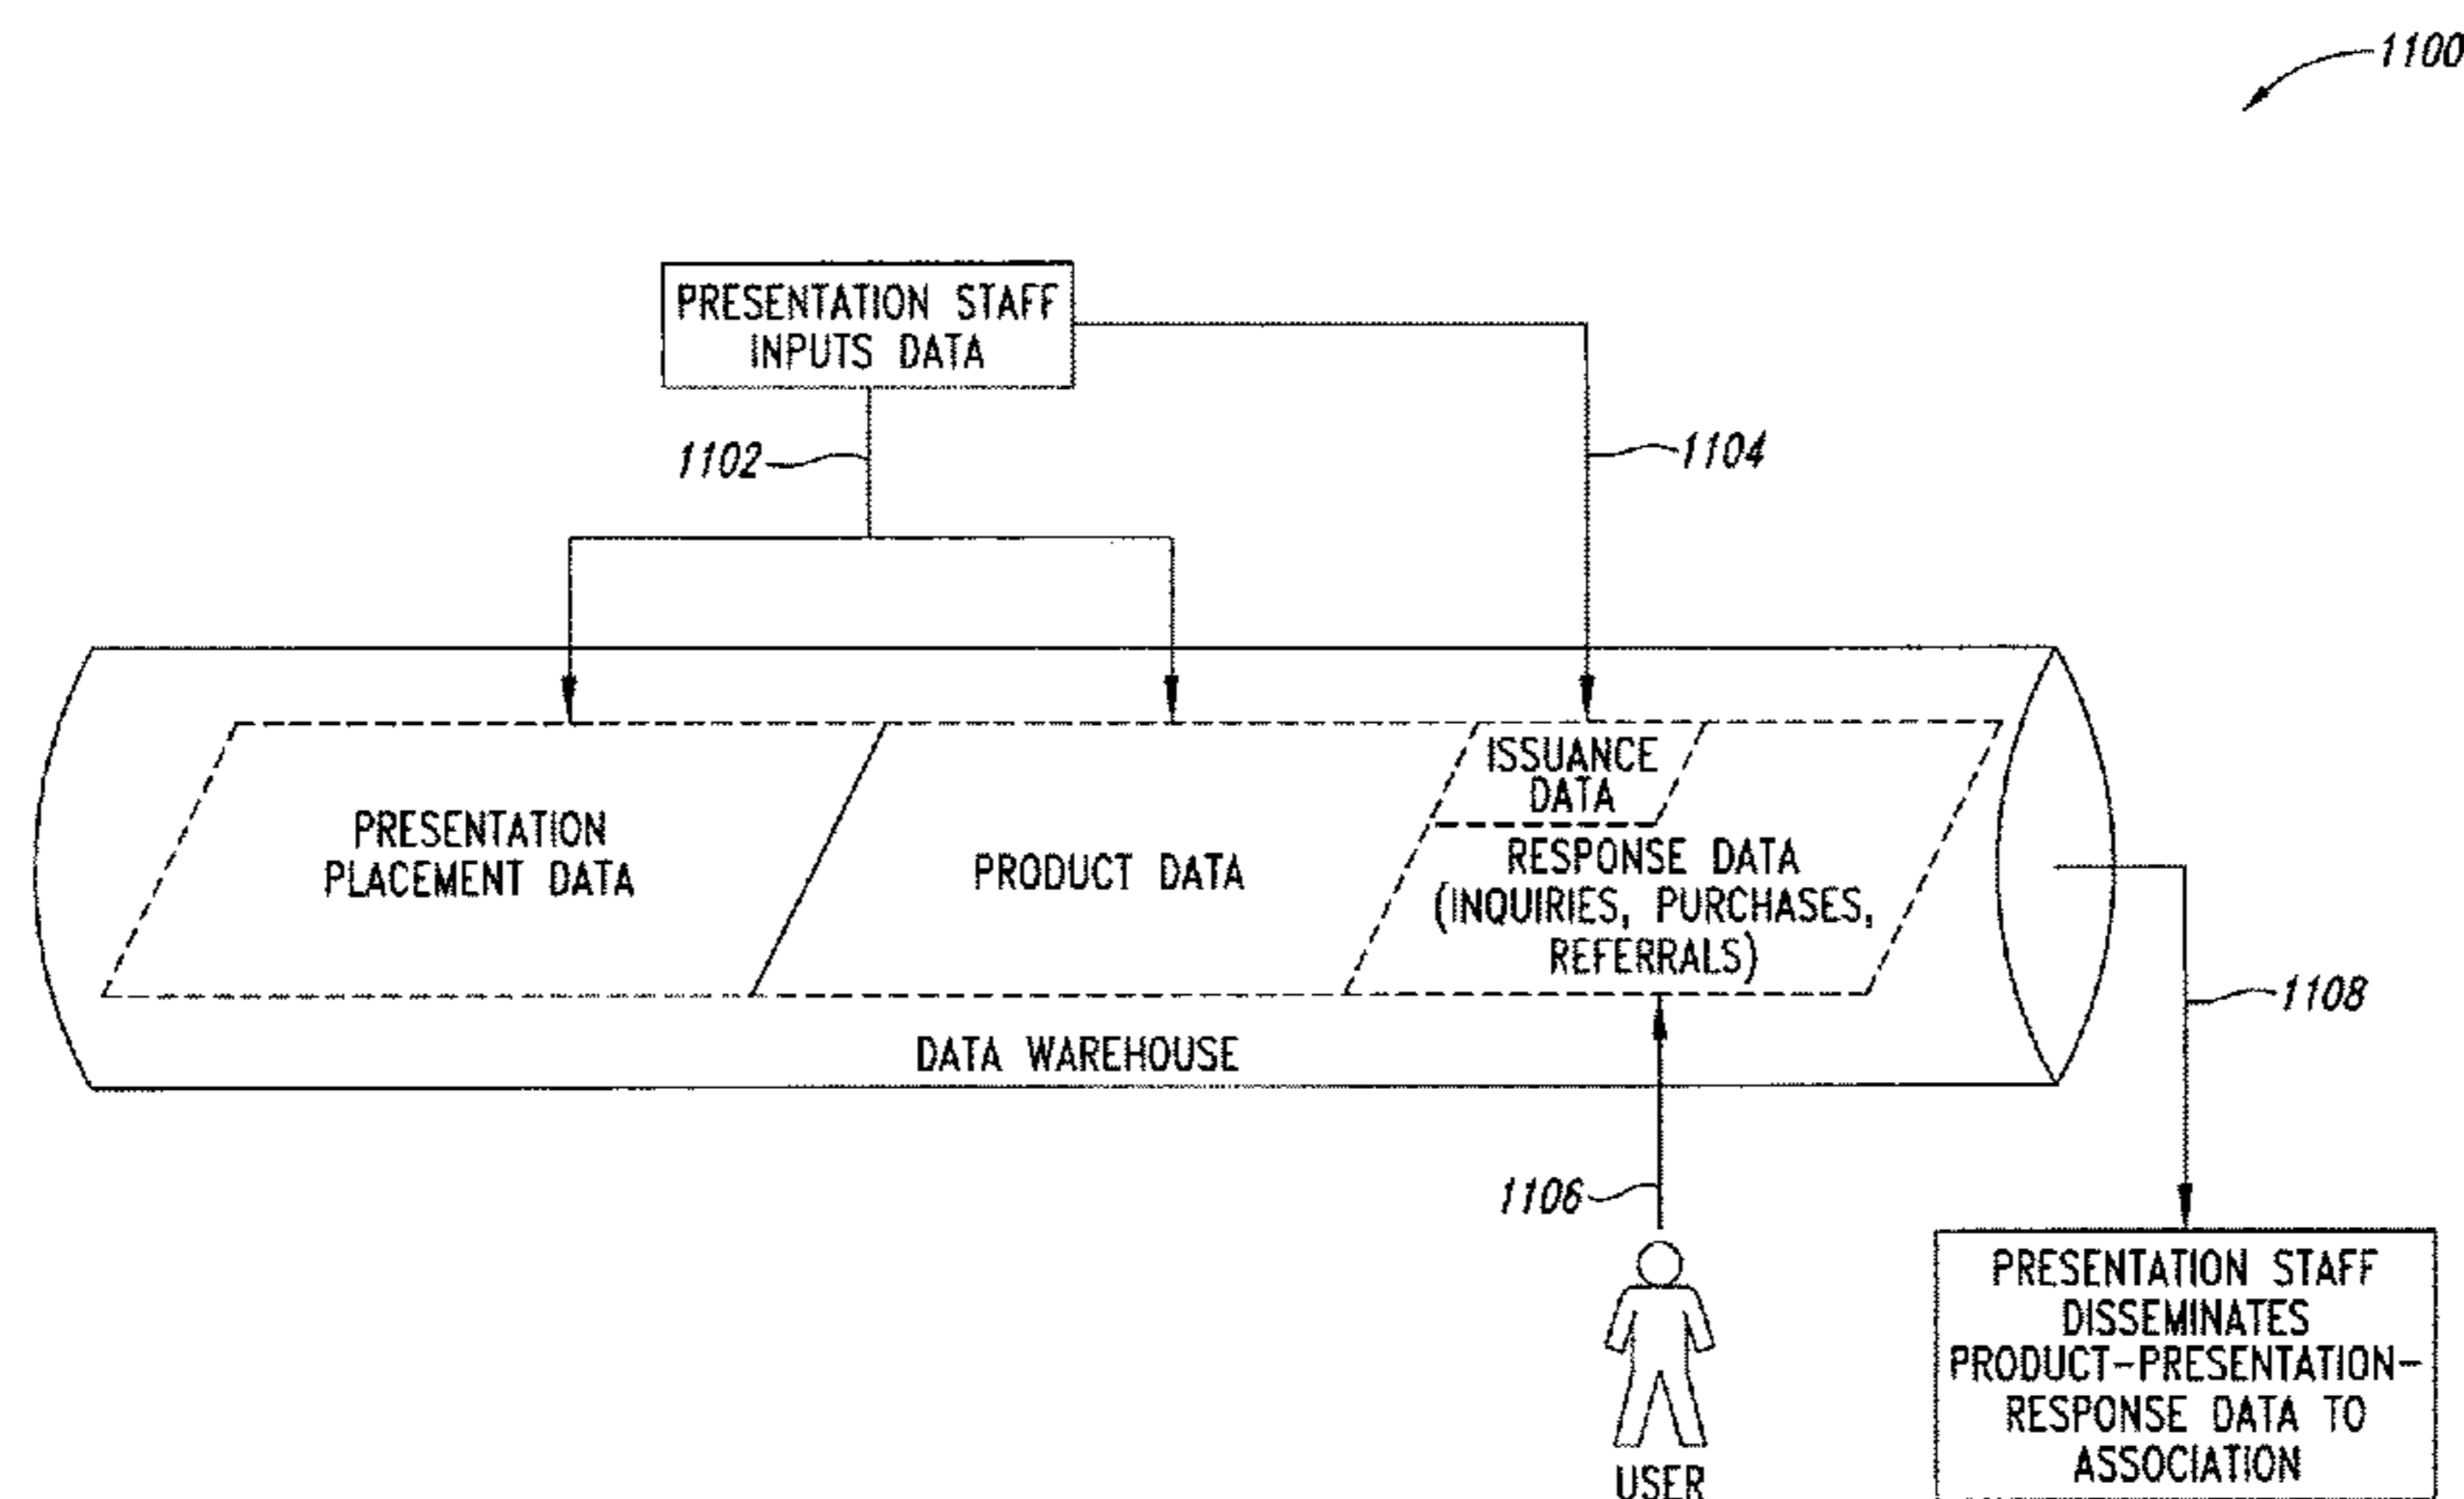 1100
PRESENTATION STAFF
INPUTS DATA
1102
1104
ISSUANCE
DATA
PRESENTATION
PLACEMENT DATA
PRODUCT DATA
RESPONSE DATA
(INQUIRIES, PURCHASES,
REFERRALS)
DATA WAREHOUSE
1108
1106
USER
PRESENTATION STAFF
DISSEMINATES
PRODUCT-PRESENTATION-
RESPONSE DATA TO
ASSOCIATION